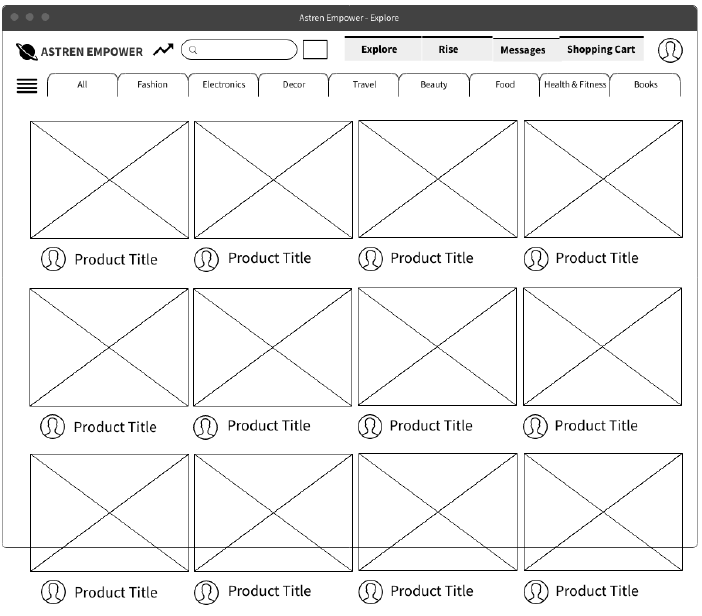 Astren Empower - Explore
ASTREN EMPOWER Explore Rise Messages Shopping Cart
All Fashion Electronics Decor Travel Beauty Food Health & Fitness Books
Product Title Product Title Product Title Product Title
Product Title Product Title Product Title Product Title
Product Title Product Title Product Title Product Title